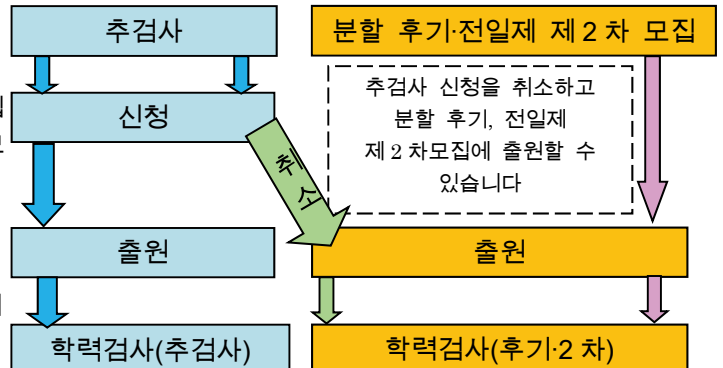 추검사
분할 후기·전일제 제2차 모집
추검사 신청을 취소하고
분할 후기, 전일제
제2차모집에 출원할 수
있습니다
신청
취소
출원
출원
학력검사(추검사)
학력검사(후기·2차)